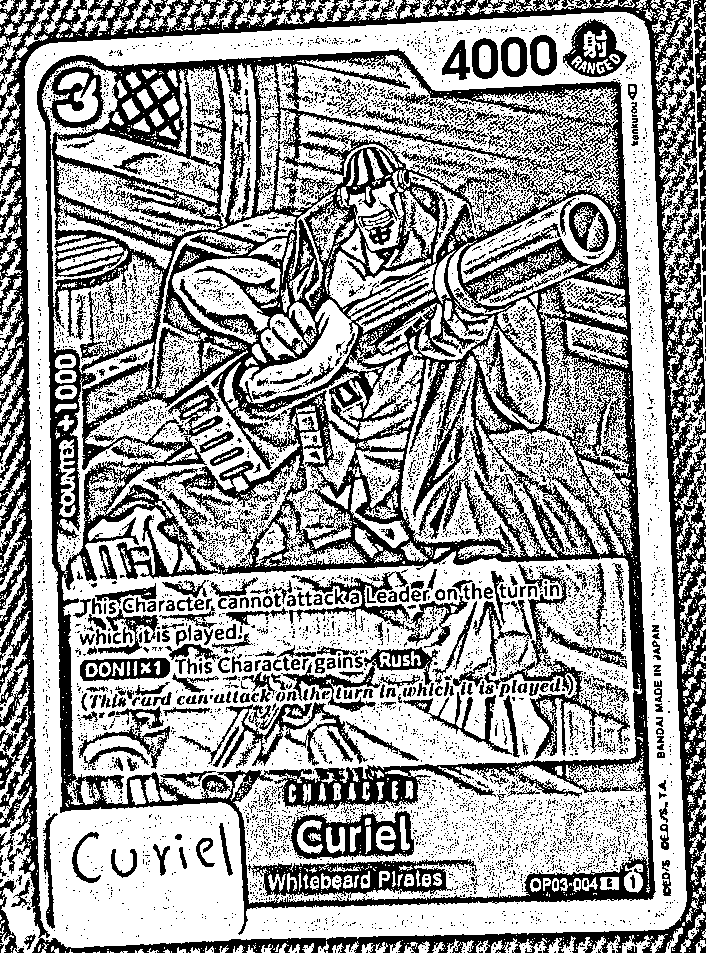 3
4000
射
RANGED
COUNTER +1000
This Character cannot attack a Leader on the turn in
which it is played.
DON!!×1 This Character gains Rush
(This card can attack on the turn in which it is played.)
CHARACTER
Curiel
Whitebeard Pirates
OP03-004 1
BANDAI MADE IN JAPAN
Curiel